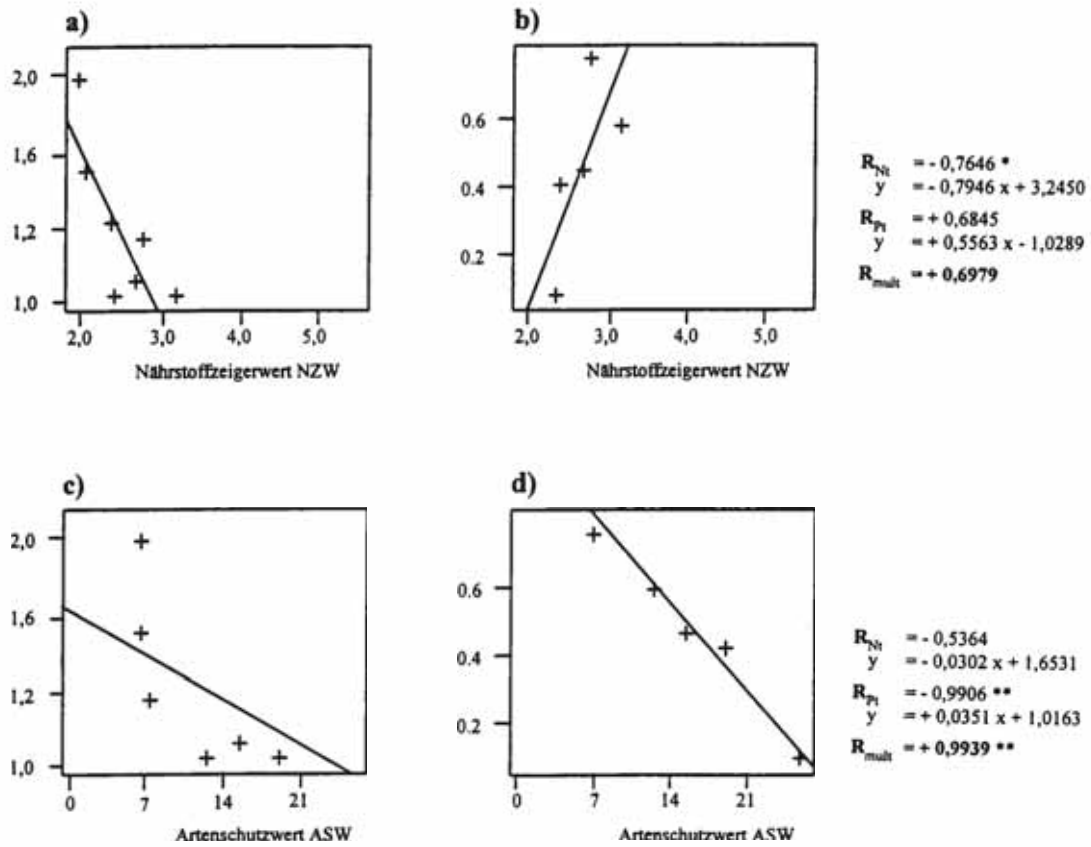 a)
2,0
1,6
1,2
1,0
2,0 3,0 4,0 5,0
Nährstoffzeigerwert NZW
b)
0.6
0.4
0.2
2,0 3,0 4,0 5,0
Nährstoffzeigerwert NZW
R_Nt = - 0,7646 *
y = - 0,7946 x + 3,2450
R_Pt = + 0,6845
y = + 0,5563 x - 1,0289
R_mult = + 0,6979
c)
2,0
1,6
1,2
1,0
0 7 14 21
Artenschutzwert ASW
d)
0.6
0.4
0.2
0 7 14 21
Artenschutzwert ASW
R_Nt = - 0,5364
y = - 0,0302 x + 1,6531
R_Pt = - 0,9906 **
y = + 0,0351 x + 1,0163
R_mult = + 0,9939 **